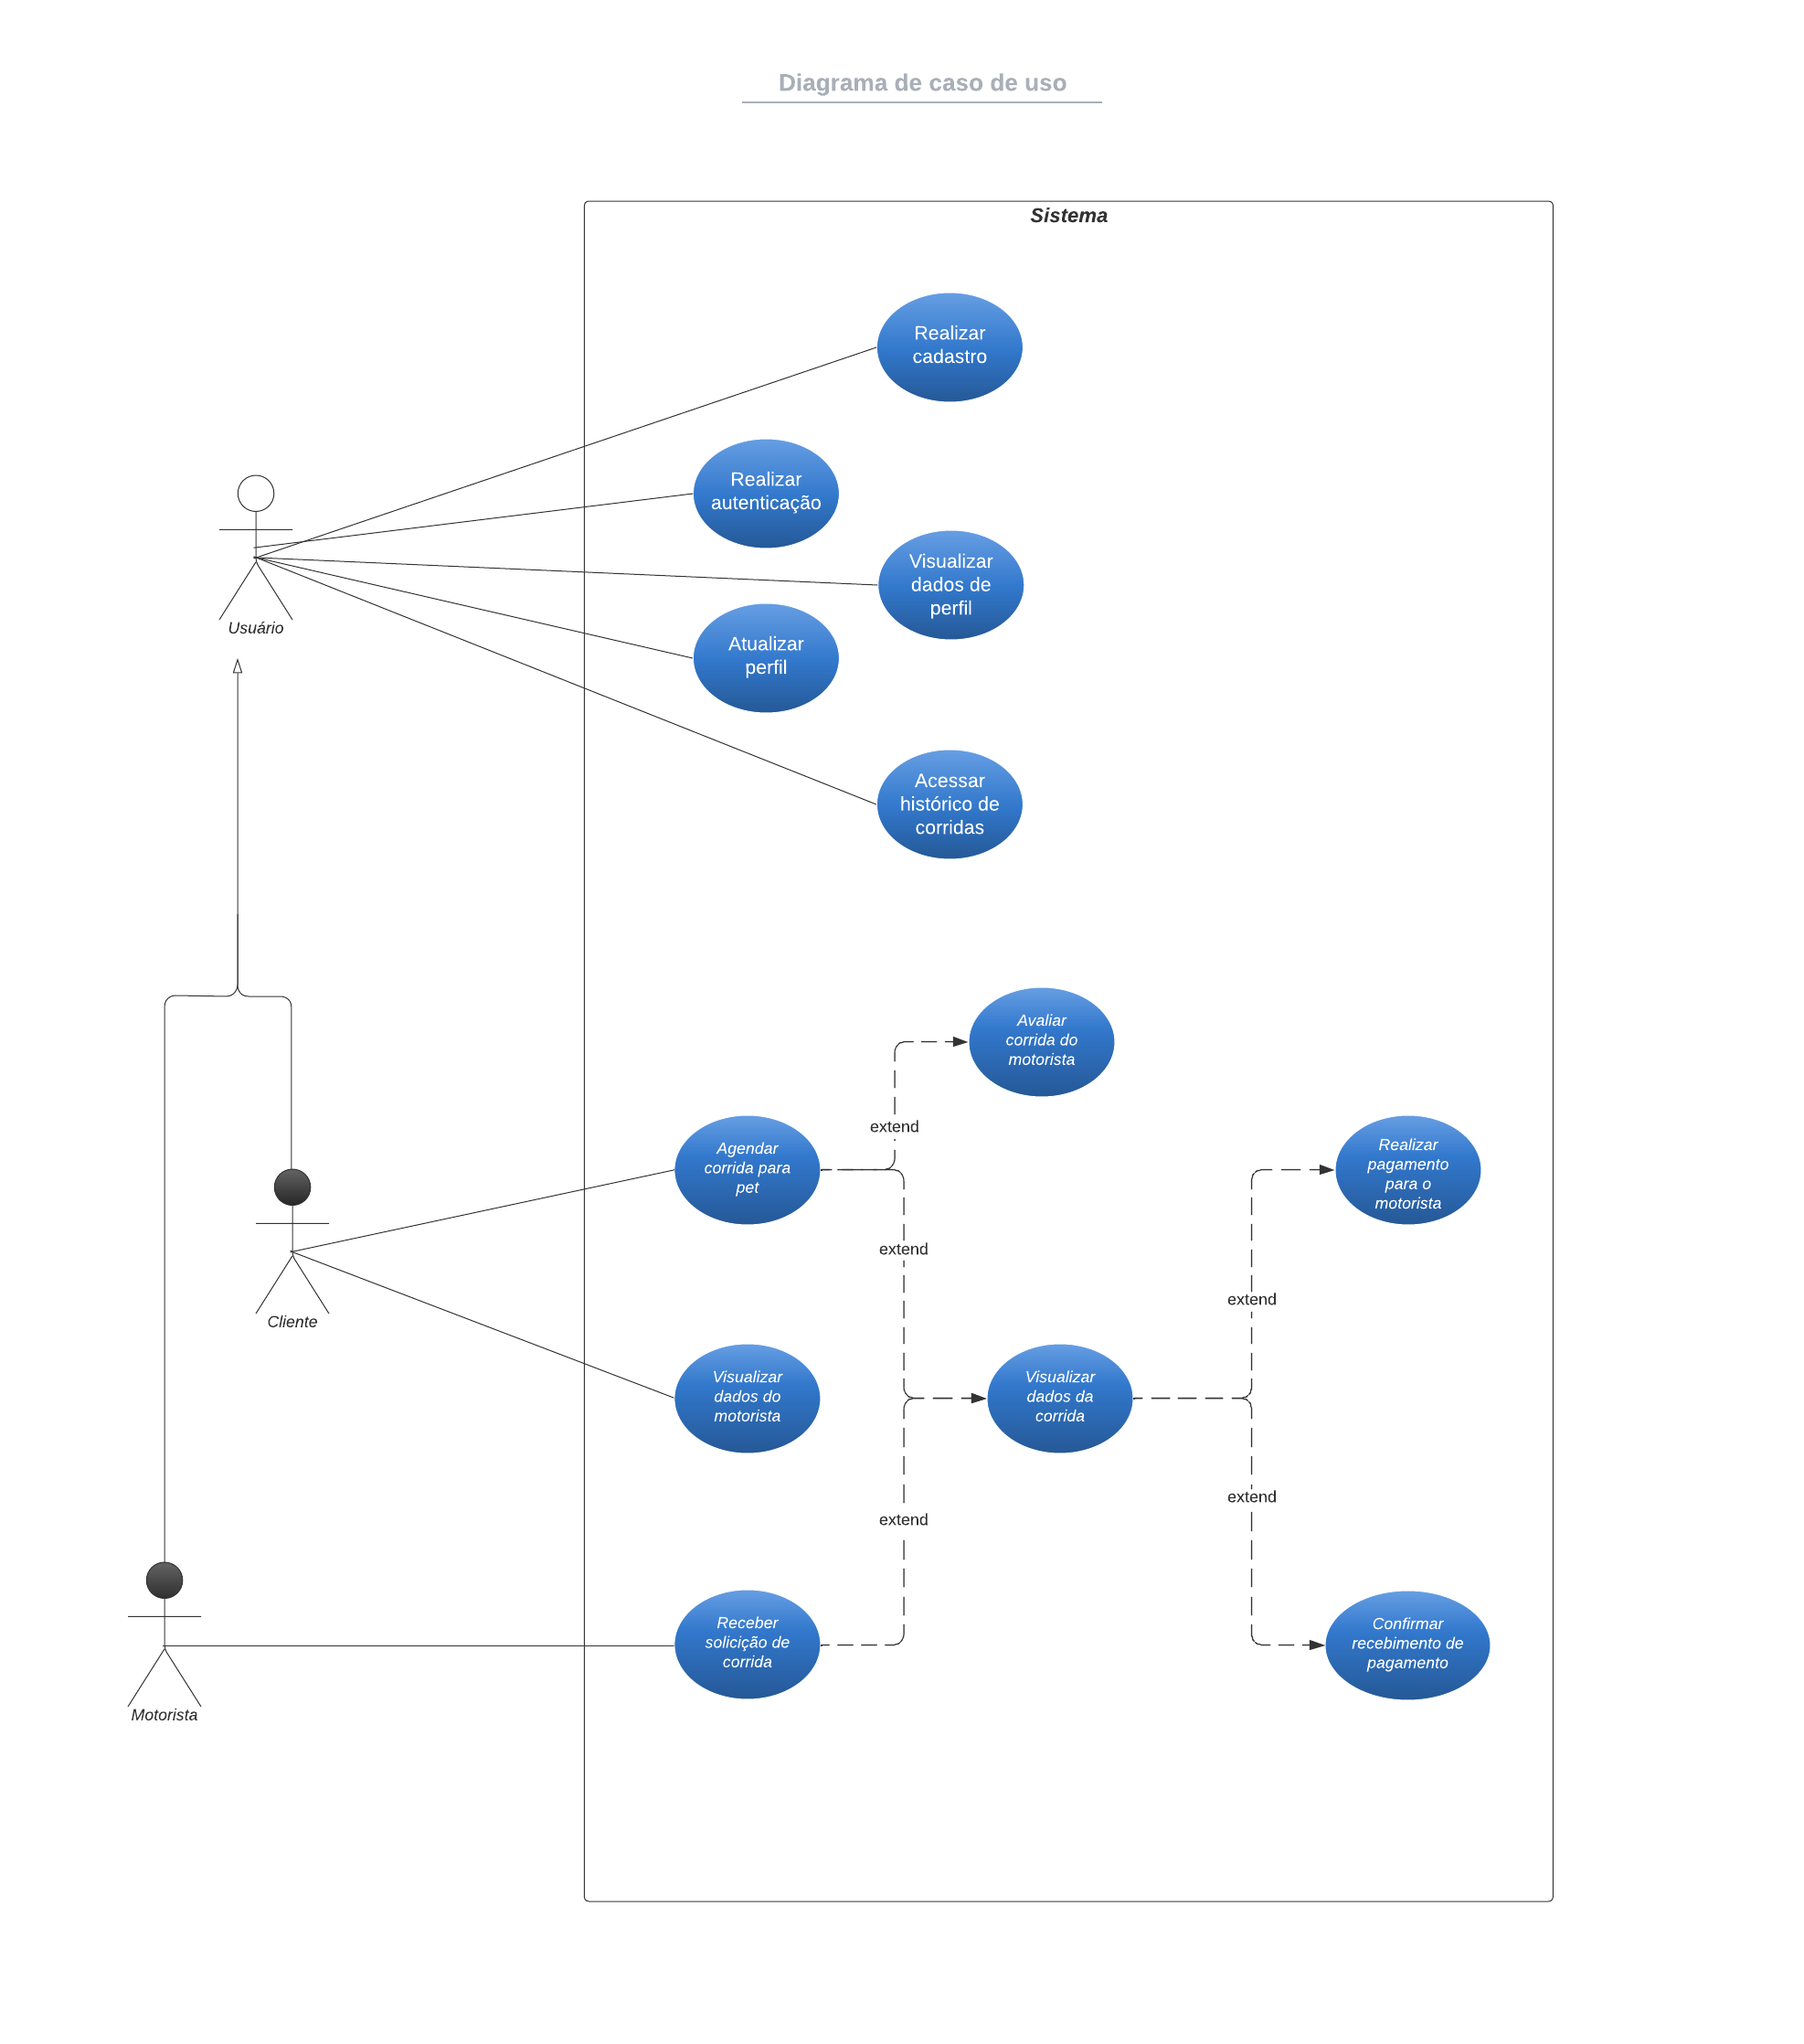 Diagrama de caso de uso
Sistema
Realizar
cadastro
Realizar
autenticação
Visualizar
dados de
perfil
Usuário
Atualizar
perfil
Acessar
histórico de
corridas
Avaliar
corrida do
motorista
extend
Agendar
corrida para
pet
Realizar
pagamento
para o
motorista
extend
extend
Cliente
Visualizar
dados do
motorista
Visualizar
dados da
corrida
extend
extend
Receber
solicição de
corrida
Confirmar
recebimento de
pagamento
Motorista